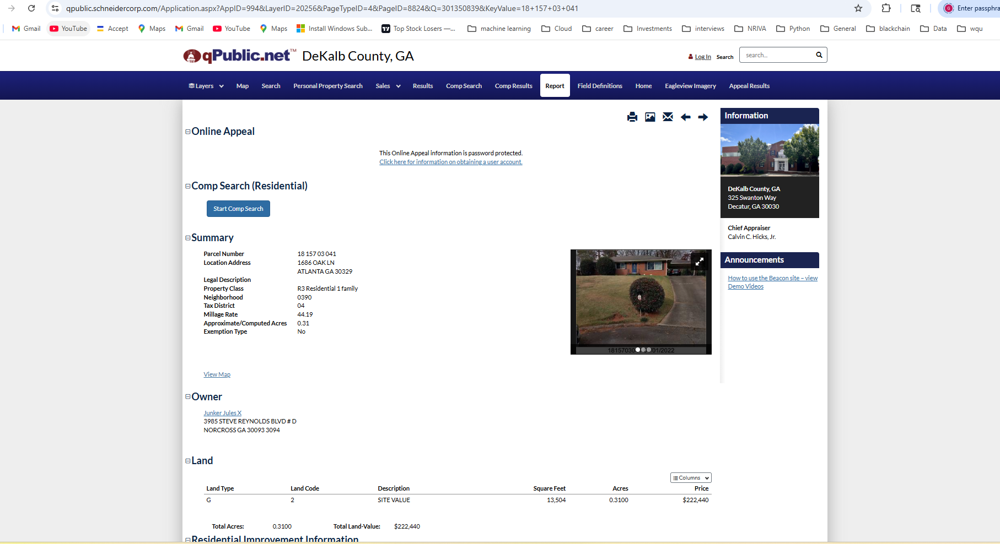 qpublic.schneidercorp.com/Application.aspx?AppID=994&LayerID=20256&PageTypeID=4&PageID=8824&Q=301350839&KeyValue=18+157+03+041
G Enter passphra
Gmail YouTube Accept Maps Gmail YouTube Maps Install Windows Sub... Top Stock Losers —... machine learning Cloud career Investments interviews NRIVA Python General blackchain Data wqu
qPublic.net™ DeKalb County, GA
Log In Search search...
Layers Map Search Personal Property Search Sales Results Comp Search Comp Results Report Field Definitions Home Eagleview Imagery Appeal Results
Online Appeal
This Online Appeal information is password protected.
Click here for information on obtaining a user account.
Comp Search (Residential)
Start Comp Search
Summary
Parcel Number 18 157 03 041
Location Address 1686 OAK LN
ATLANTA GA 30329
Legal Description
Property Class R3 Residential 1 family
Neighborhood 0390
Tax District 04
Millage Rate 44.19
Approximate/Computed Acres 0.31
Exemption Type No
1815703 01/2022
View Map
Owner
Junker Jules X
3985 STEVE REYNOLDS BLVD # D
NORCROSS GA 30093 3094
Land
Columns
Land Type Land Code Description Square Feet Acres Price
G 2 SITE VALUE 13,504 0.3100 $222,440
Total Acres: 0.3100 Total Land-Value: $222,440
Residential Improvement Information
Information
DeKalb County, GA
325 Swanton Way
Decatur, GA 30030
Chief Appraiser
Calvin C. Hicks, Jr.
Announcements
How to use the Beacon site – view
Demo Videos